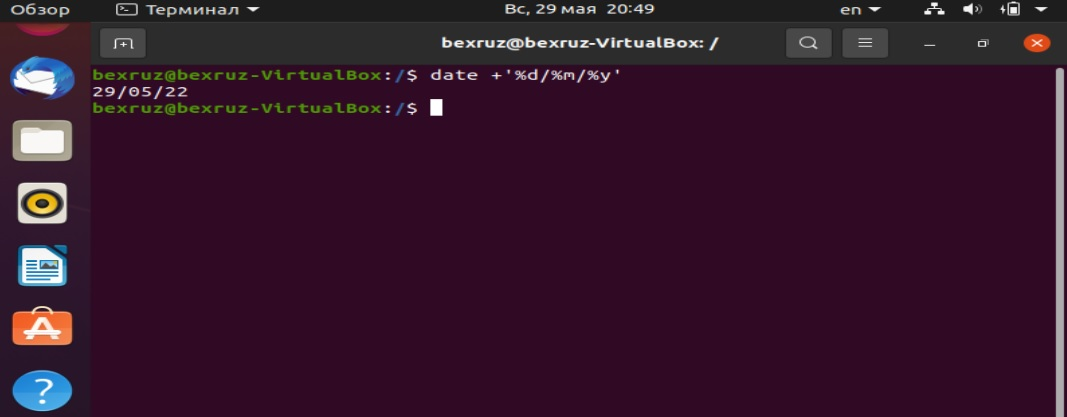 Обзор Терминал Вс, 29 мая 20:49 en
bexruz@bexruz-VirtualBox: /
bexruz@bexruz-VirtualBox:/$ date +'%d/%m/%y'
29/05/22
bexruz@bexruz-VirtualBox:/$